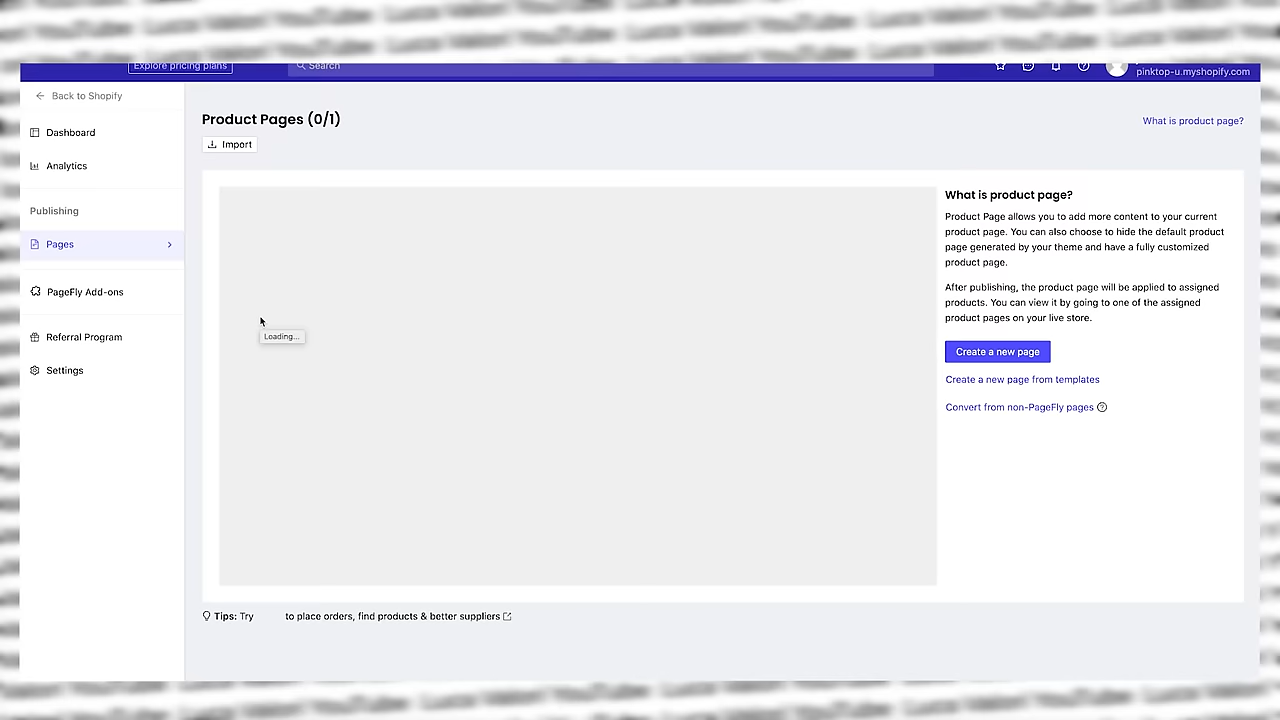 Explore pricing plans
Search
pinktop-u.myshopify.com
Back to Shopify
Dashboard
Analytics
Publishing
Pages
PageFly Add-ons
Referral Program
Settings
Product Pages (0/1)
What is product page?
Import
Loading...
What is product page?
Product Page allows you to add more content to your current
product page. You can also choose to hide the default product
page generated by your theme and have a fully customized
product page.
After publishing, the product page will be applied to assigned
products. You can view it by going to one of the assigned
product pages on your live store.
Create a new page
Create a new page from templates
Convert from non-PageFly pages
Tips: Try to place orders, find products & better suppliers